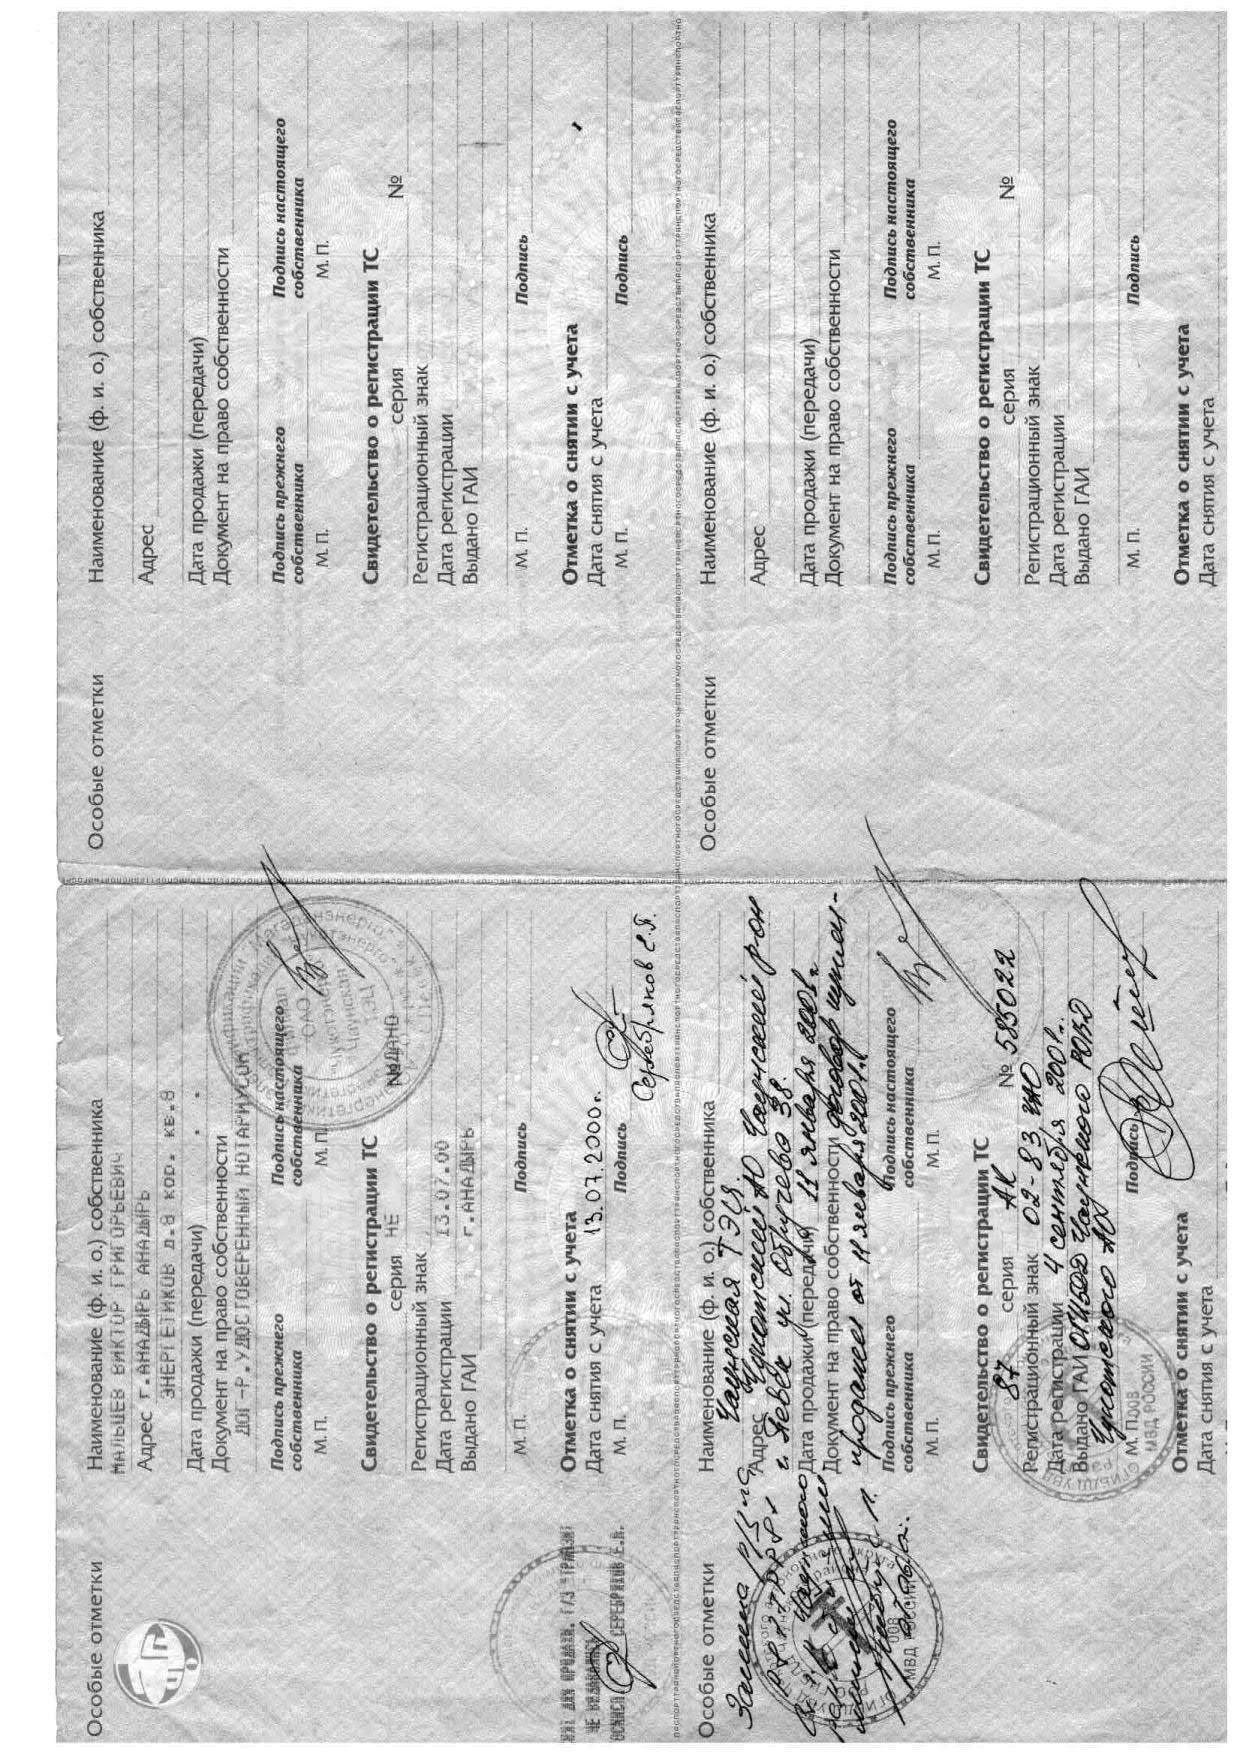 Особые отметки
Наименование (ф. и. о.) собственника
МАЛЬЦЕВ ВИКТОР ГРИГОРЬЕВИЧ
Адрес г.АНАДЫРЬ АНАДЫРЬ
ЭНЕРГЕТИКОВ д.8 кор. кв.8
Дата продажи (передачи) . .
Документ на право собственности
ДОГ-Р.УДОСТОВЕРЕННЫЙ НОТАРИУСОМ
Подпись прежнего собственника
Подпись настоящего собственника
М. П.
М. П.
Свидетельство о регистрации ТС
серия НЕ № ВЫДАНО
Регистрационный знак
Дата регистрации 13.07.00
Выдано ГАИ г.АНАДЫРЬ
М. П.
Подпись
Отметка о снятии с учета
Дата снятия с учета 13.07.2000г.
М. П.
Подпись
Серебряков С.П.
Особые отметки
Наименование (ф. и. о.) собственника
Чаунская ТЭЦ
Адрес Чукотский АО Чаунский рон
г. Певек ул. Обручева 38.
Дата продажи (передачи) 11 января 2001г
Документ на право собственности договор купли-
продажи от 11 января 2001г.
Подпись прежнего собственника
Подпись настоящего собственника
М. П.
М. П.
Свидетельство о регистрации ТС
87 серия АК № 585022
Регистрационный знак 02-83 ЧЖО
Дата регистрации 4 сентября 2001г.
Выдано ГАИ ОГИБДД Чаунского РОВД
Чукотского АО
М. П.
Подпись
МВД РОССИИ
Отметка о снятии с учета
Дата снятия с учета
Особые отметки
Наименование (ф. и. о.) собственника
Адрес
Дата продажи (передачи)
Документ на право собственности
Подпись прежнего собственника
Подпись настоящего собственника
М. П.
М. П.
Свидетельство о регистрации ТС
серия №
Регистрационный знак
Дата регистрации
Выдано ГАИ
М. П.
Подпись
Отметка о снятии с учета
Дата снятия с учета
М. П.
Подпись
Особые отметки
Наименование (ф. и. о.) собственника
Адрес
Дата продажи (передачи)
Документ на право собственности
Подпись прежнего собственника
Подпись настоящего собственника
М. П.
М. П.
Свидетельство о регистрации ТС
серия №
Регистрационный знак
Дата регистрации
Выдано ГАИ
М. П.
Подпись
Отметка о снятии с учета
Дата снятия с учета